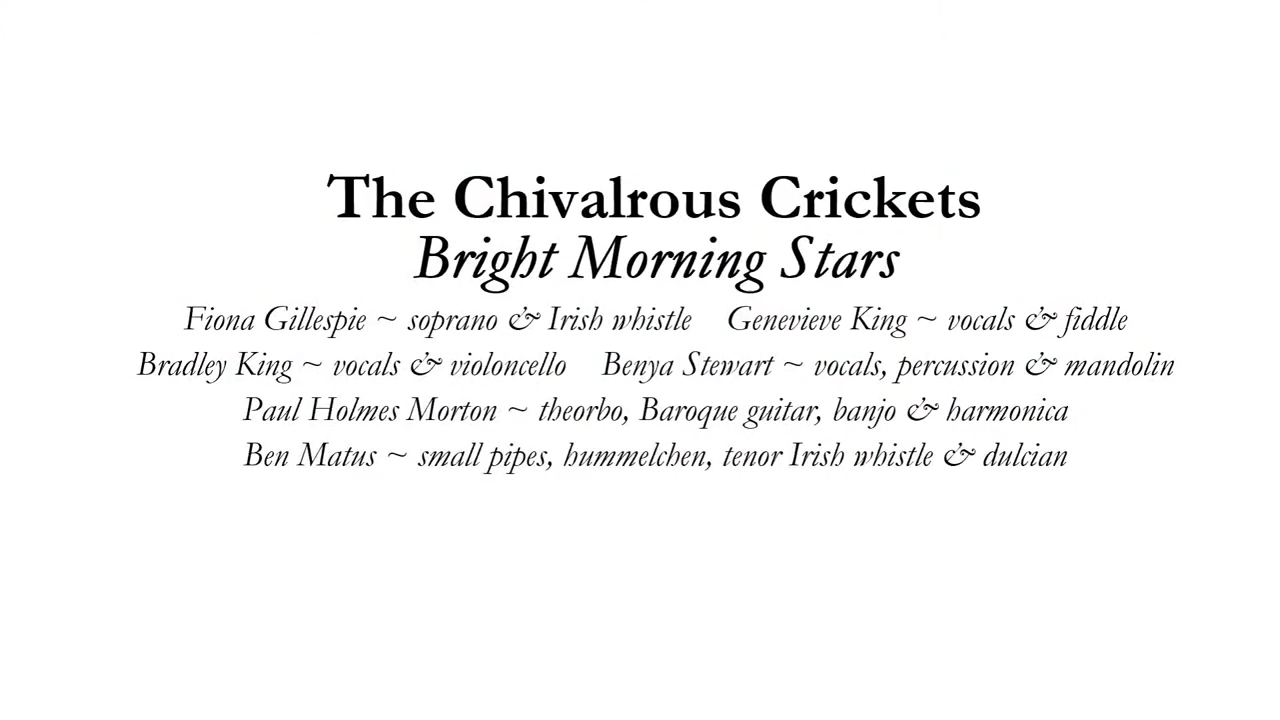 The Chivalrous Crickets
Bright Morning Stars
Fiona Gillespie ~ soprano & Irish whistle Genevieve King ~ vocals & fiddle
Bradley King ~ vocals & violoncello Benya Stewart ~ vocals, percussion & mandolin
Paul Holmes Morton ~ theorbo, Baroque guitar, banjo & harmonica
Ben Matus ~ small pipes, hummelchen, tenor Irish whistle & dulcian